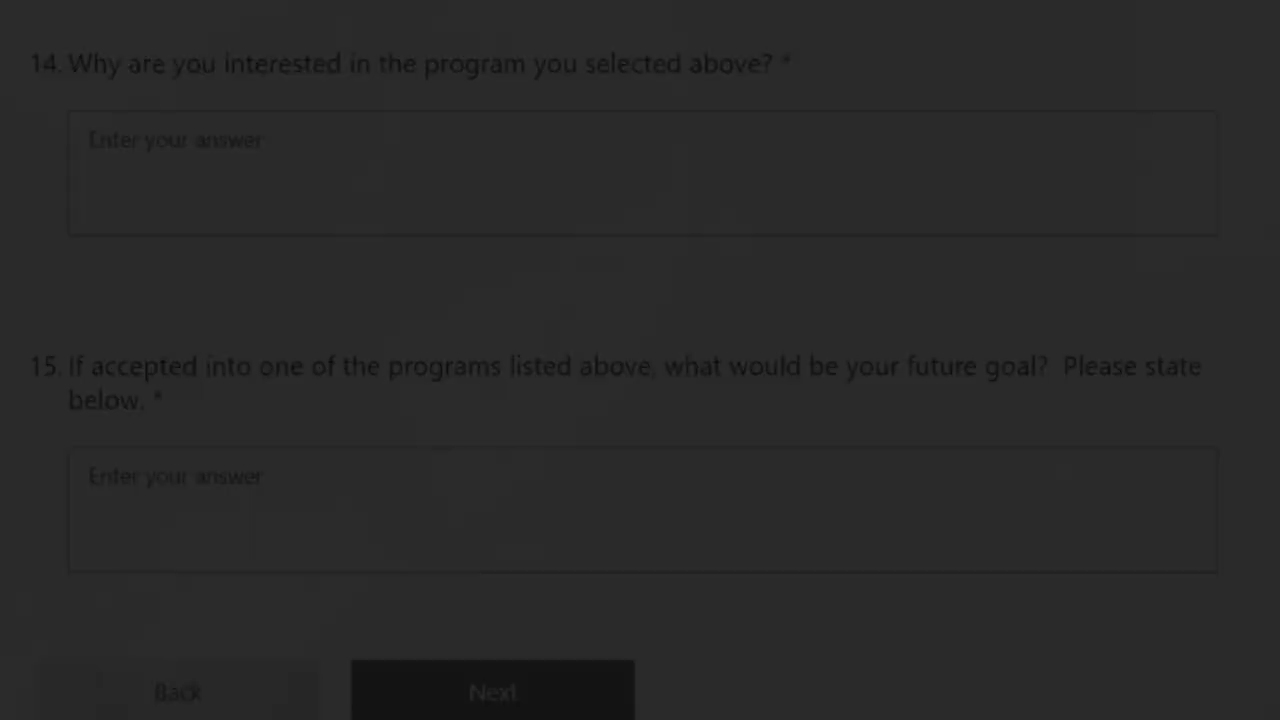 14. Why are you interested in the program you selected above? *
Enter your answer
15. If accepted into one of the programs listed above, what would be your future goal?  Please state
below. *
Enter your answer
Back
Next